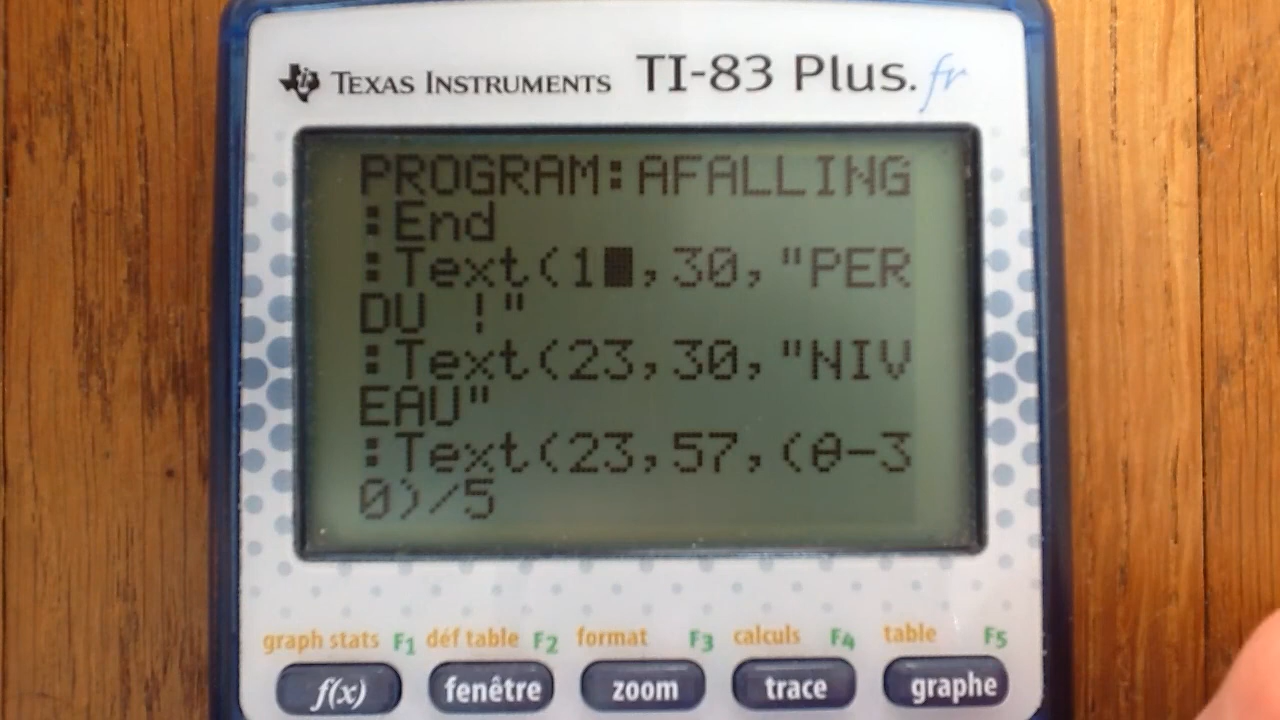 TEXAS INSTRUMENTS TI-83 Plus.fr
PROGRAM:AFALLING
:End
:Text(1█,30,"PER
DU !"
:Text(23,30,"NIV
EAU"
:Text(23,57,(θ-3
0)/5
graph stats F1 déf table F2 format F3 calculs F4 table F5
f(x) fenêtre zoom trace graphe